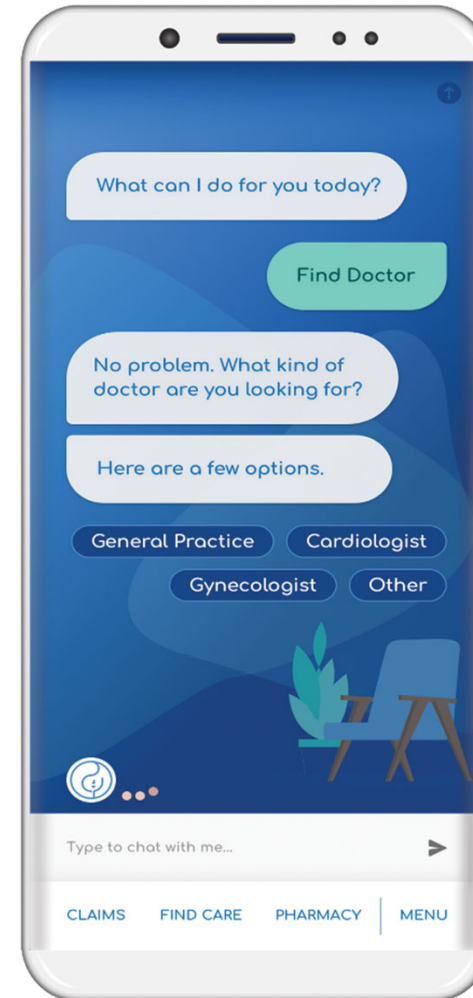 What can I do for you today?
Find Doctor
No problem. What kind of
doctor are you looking for?
Here are a few options.
General Practice
Cardiologist
Gynecologist
Other
Type to chat with me...
CLAIMS
FIND CARE
PHARMACY
MENU